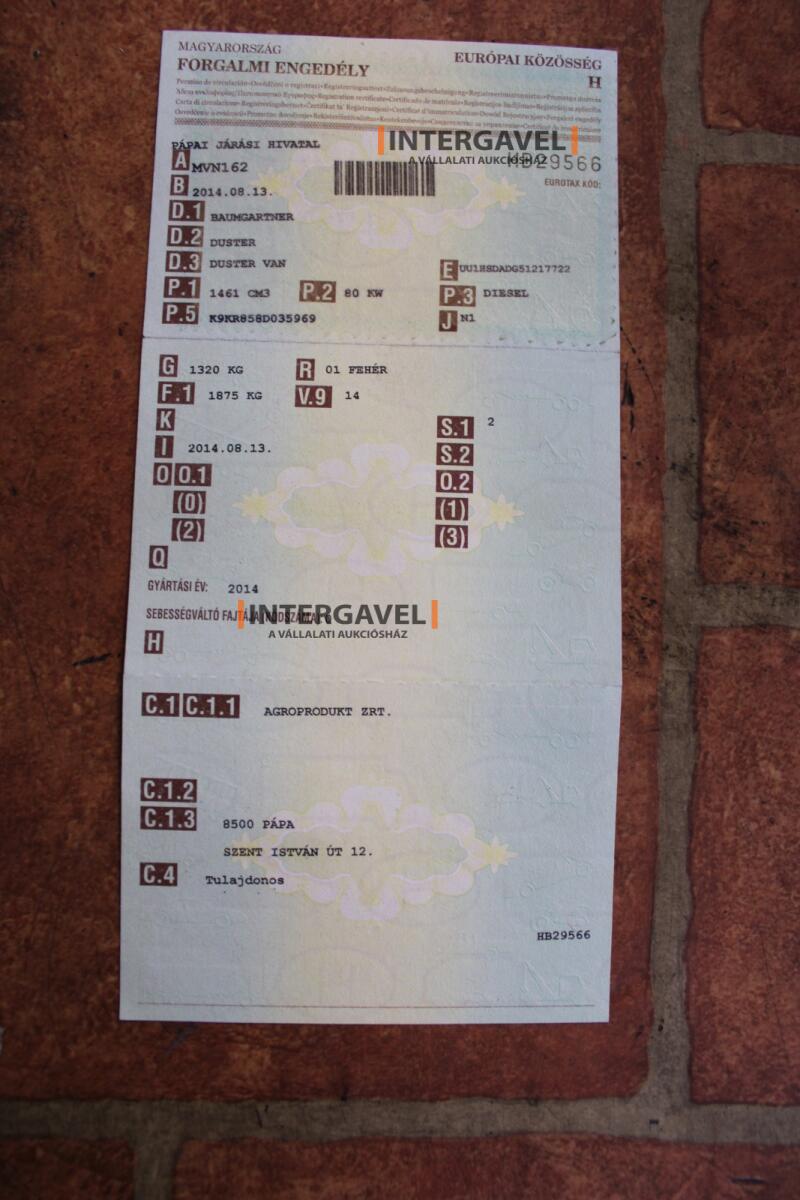 MAGYARORSZÁG
EURÓPAI KÖZÖSSÉG
FORGALMI ENGEDÉLY
H
INTERGAVEL
A VÁLLALATI AUKCIÓSHÁZ
PÁPAI JÁRÁSI HIVATAL
HB29566
A MVN162
EUROTAX KÓD:
B 2014.08.13.
D.1 BAUMGARTNER
D.2 DUSTER
D.3 DUSTER VAN
E UU1HSDADG51217722
P.1 1461 CM3 P.2 80 KW P.3 DIESEL
P.5 K9KR858D035969 J N1
G 1320 KG R 01 FEHÉR
F.1 1875 KG V.9 14
K S.1 2
I 2014.08.13. S.2
O O.1 O.2
(0) (1)
(2) (3)
Q
GYÁRTÁSI ÉV: 2014
SEBESSÉGVÁLTÓ FAJTÁJA
INTERGAVEL
A VÁLLALATI AUKCIÓSHÁZ
H
C.1 C.1.1 AGROPRODUKT ZRT.
C.1.2
C.1.3 8500 PÁPA
SZENT ISTVÁN ÚT 12.
C.4 Tulajdonos
HB29566